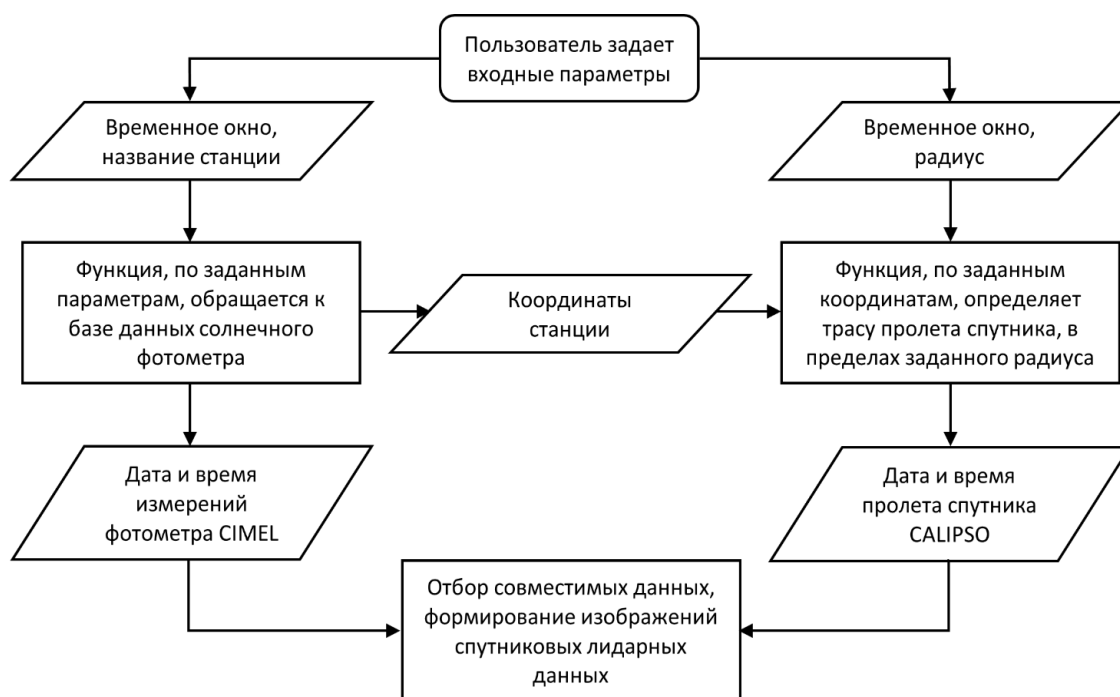 Пользователь задает
входные параметры
Временное окно,
название станции
Временное окно,
радиус
Функция, по заданным
параметрам, обращается к
базе данных солнечного
фотометра
Координаты
станции
Функция, по заданным
координатам, определяет
трасу пролета спутника, в
пределах заданного радиуса
Дата и время
измерений
фотометра CIMEL
Дата и время
пролета спутника
CALIPSO
Отбор совместимых данных,
формирование изображений
спутниковых лидарных
данных